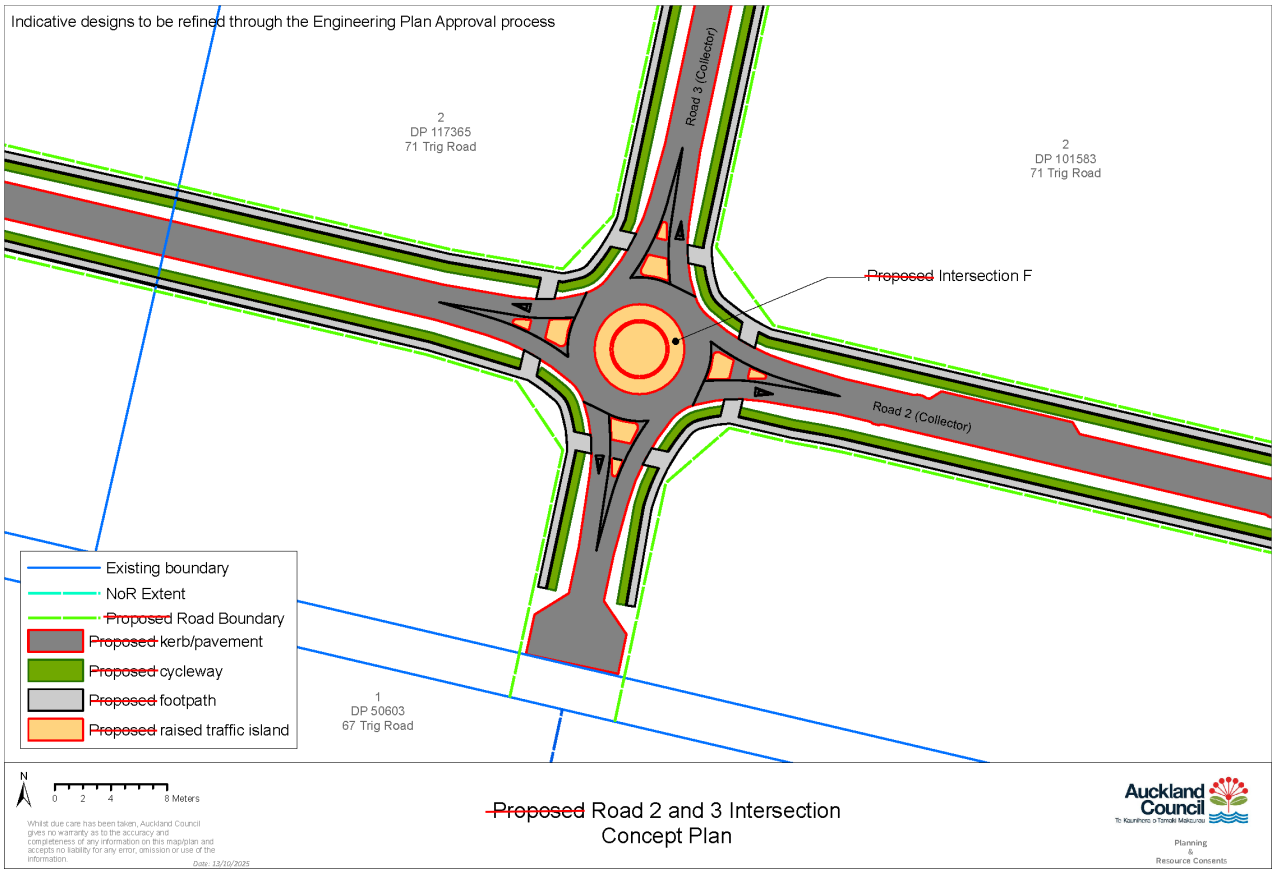 Indicative designs to be refined through the Engineering Plan Approval process
Road 3 (Collector)
2
DP 117365
71 Trig Road
2
DP 101583
71 Trig Road
Proposed Intersection F
Road 2 (Collector)
Existing boundary
NoR Extent
Proposed Road Boundary
Proposed kerb/pavement
Proposed cycleway
Proposed footpath
Proposed raised traffic island
1
DP 50603
67 Trig Road
N
0 2 4 8 Meters
Whilst due care has been taken, Auckland Council
gives no warranty as to the accuracy and
completeness of any information on this map/plan and
accepts no liability for any error, omission or use of the
information.
Date: 13/10/2025
Proposed Road 2 and 3 Intersection
Concept Plan
Auckland
Council
Te Kaunihera o Tāmaki Makaurau
Planning
&
Resource Consents